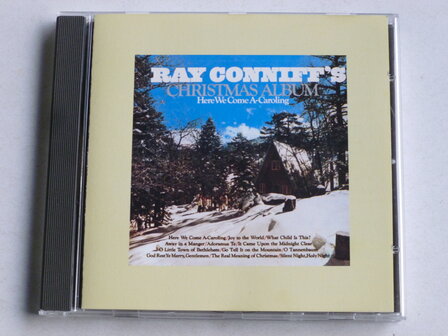 RAY CONNIFF'S
CHRISTMAS ALBUM
Here We Come A-Caroling
Here We Come A-Caroling/Joy to the World/What Child Is This?
Away in a Manger/Adoramus Te/It Came Upon the Midnight Clear
O Little Town of Bethlehem/Go Tell It on the Mountain/O Tannenbaum
God Rest Ye Merry, Gentlemen/The Real Meaning of Christmas/Silent Night, Holy Night